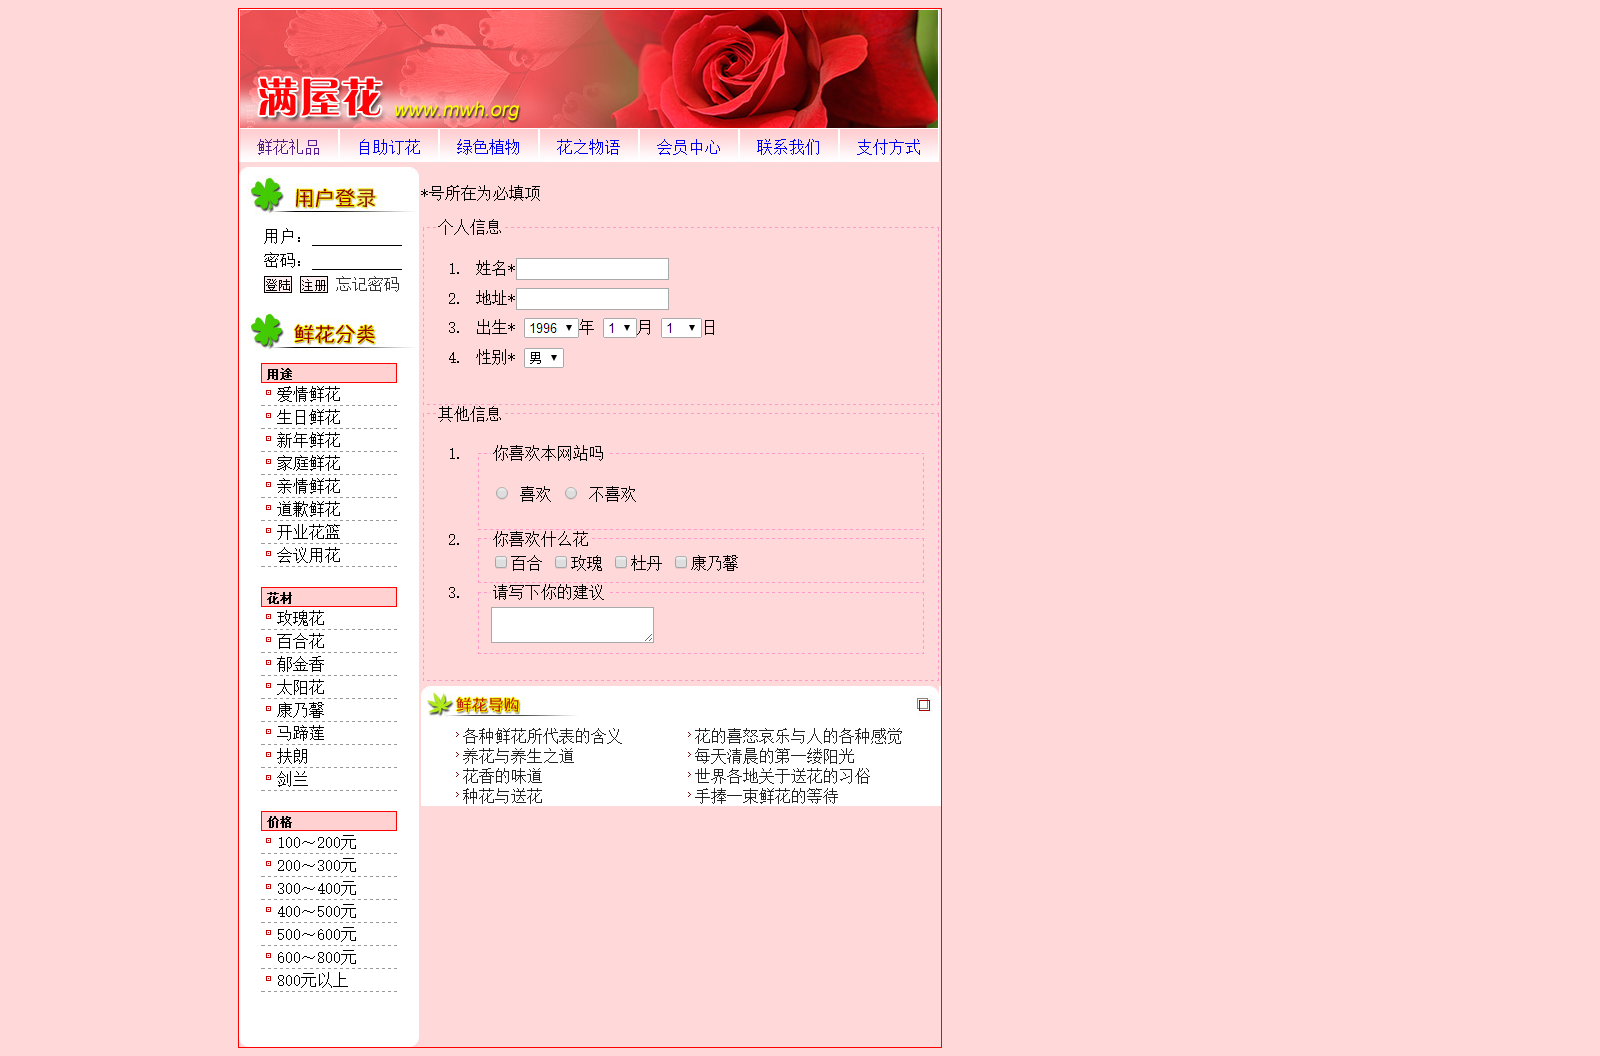 满屋花 www.mwh.org
鲜花礼品 自助订花 绿色植物 花之物语 会员中心 联系我们 支付方式
用户登录
用户：
密码：
登陆 注册 忘记密码
鲜花分类
用途
爱情鲜花
生日鲜花
新年鲜花
家庭鲜花
亲情鲜花
道歉鲜花
开业花篮
会议用花
花材
玫瑰花
百合花
郁金香
太阳花
康乃馨
马蹄莲
扶朗
剑兰
价格
100～200元
200～300元
300～400元
400～500元
500～600元
600～800元
800元以上
*号所在为必填项
个人信息
1. 姓名*
2. 地址*
3. 出生* 1996年 1月 1日
4. 性别* 男
其他信息
1. 你喜欢本网站吗
喜欢 不喜欢
2. 你喜欢什么花
百合 玫瑰 杜丹 康乃馨
3. 请写下你的建议
鲜花导购
各种鲜花所代表的含义 花的喜怒哀乐与人的各种感觉
养花与养生之道 每天清晨的第一缕阳光
花香的味道 世界各地关于送花的习俗
种花与送花 手捧一束鲜花的等待